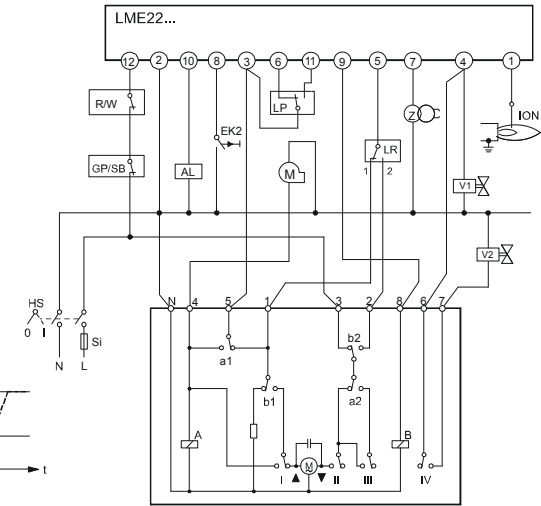 LME22...
12 2 10 8 3 6 11 9 5 7 4 1
R/W
LP
Z
ION
EK2
LR
GP/SB
AL
M
1 2
V1
V2
HS
0 I
Si
N L
N 4 5 1 3 2 8 6 7
a1
b2
b1
a2
A
B
M
I II III IV
t